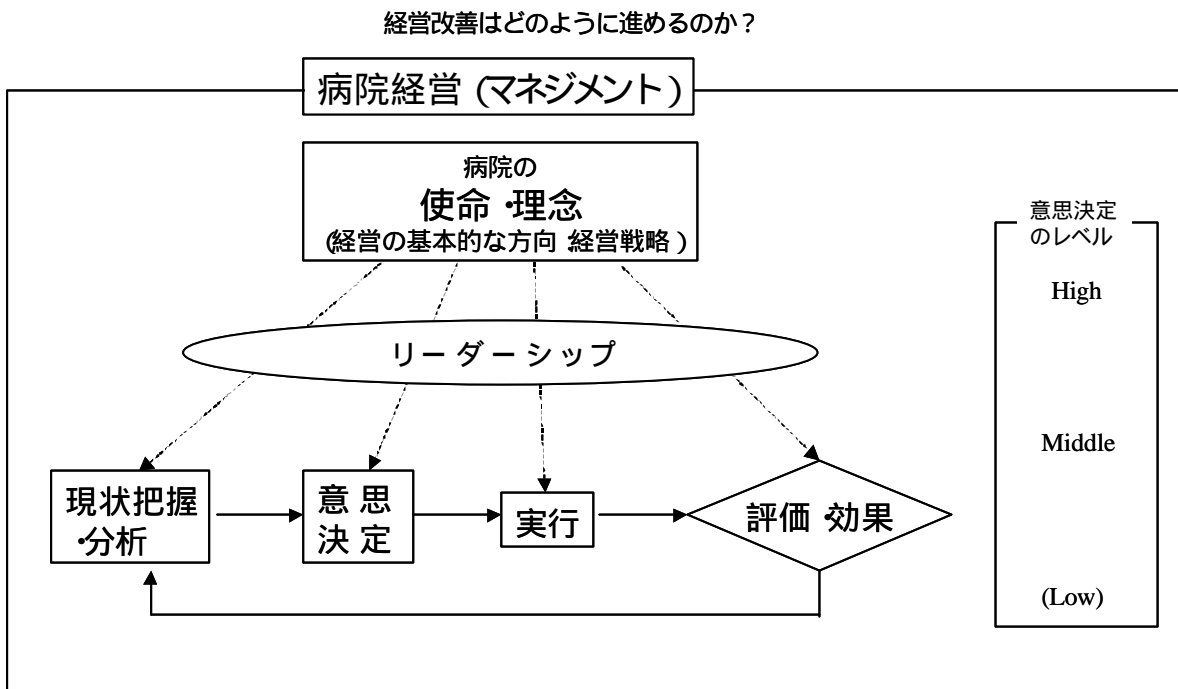 経営改善はどのように進めるのか?
病院経営(マネジメント)
病院の
使命・理念
(経営の基本的な方向・経営戦略)
意思決定
のレベル
High
リーダーシップ
Middle
現状把握
・分析
意思
決定
実行
評価・効果
(Low)